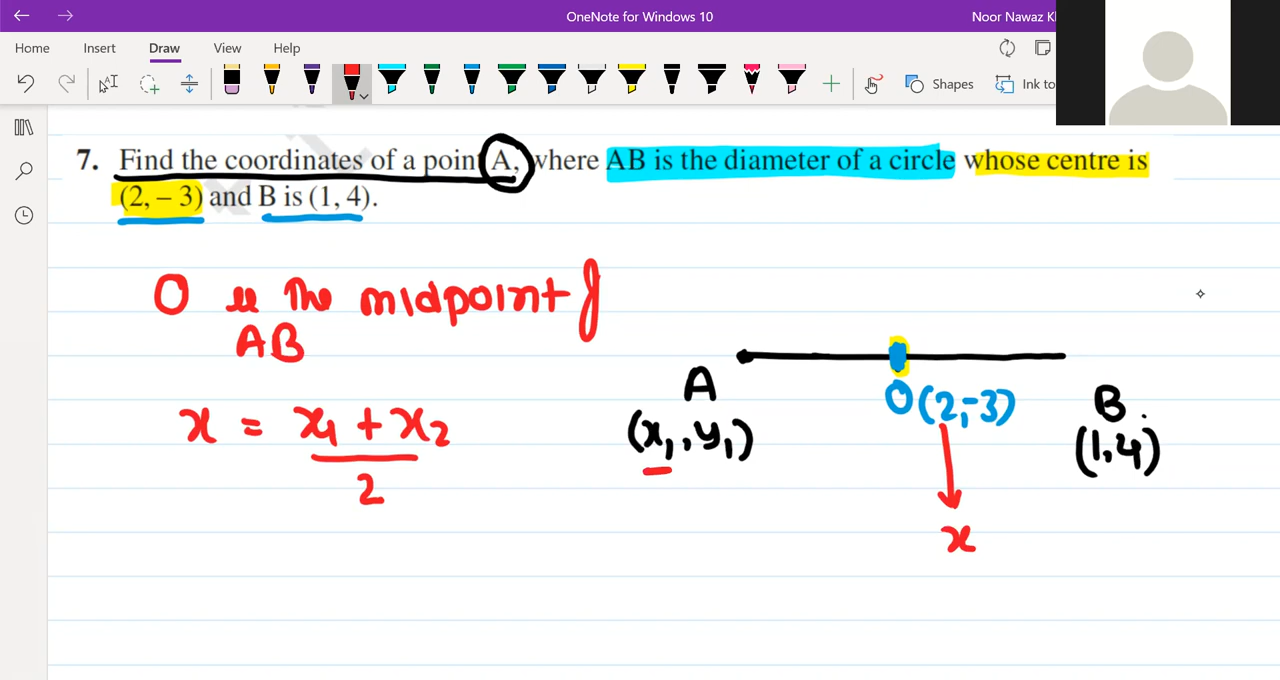 OneNote for Windows 10
Noor Nawaz Kh
Home Insert Draw View Help
Shapes Ink to
7. Find the coordinates of a point A, where AB is the diameter of a circle whose centre is
(2, – 3) and B is (1, 4).
O is the midpoint of
AB
x = x₁ + x₂
2
A
(x₁, y₁)
O (2, -3)
B
(1, 4)
x